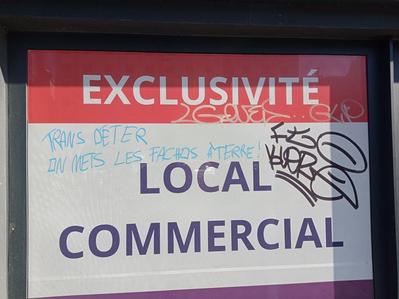 EXCLUSIVITÉ
TRANS DÉTER
ON METS LES FACHOS À TERRE !
LOCAL
COMMERCIAL